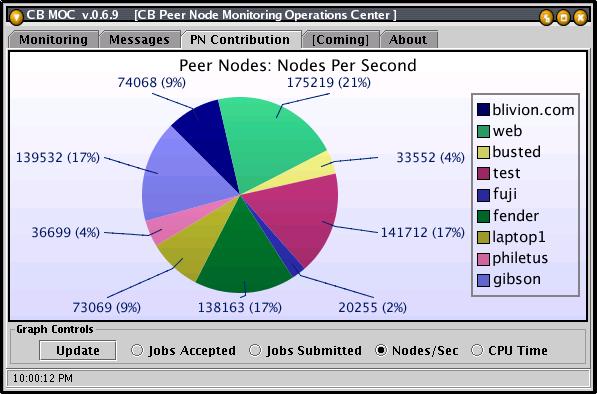 CB MOC v.0.6.9 [CB Peer Node Monitoring Operations Center ]
Monitoring Messages PN Contribution [Coming] About
Peer Nodes: Nodes Per Second
74068 (9%) 175219 (21%)
139532 (17%) 33552 (4%)
36699 (4%) 141712 (17%)
73069 (9%) 138163 (17%) 20255 (2%)
blivion.com
web
busted
test
fuji
fender
laptop1
philetus
gibson
Graph Controls
Update Jobs Accepted Jobs Submitted Nodes/Sec CPU Time
10:00:12 PM